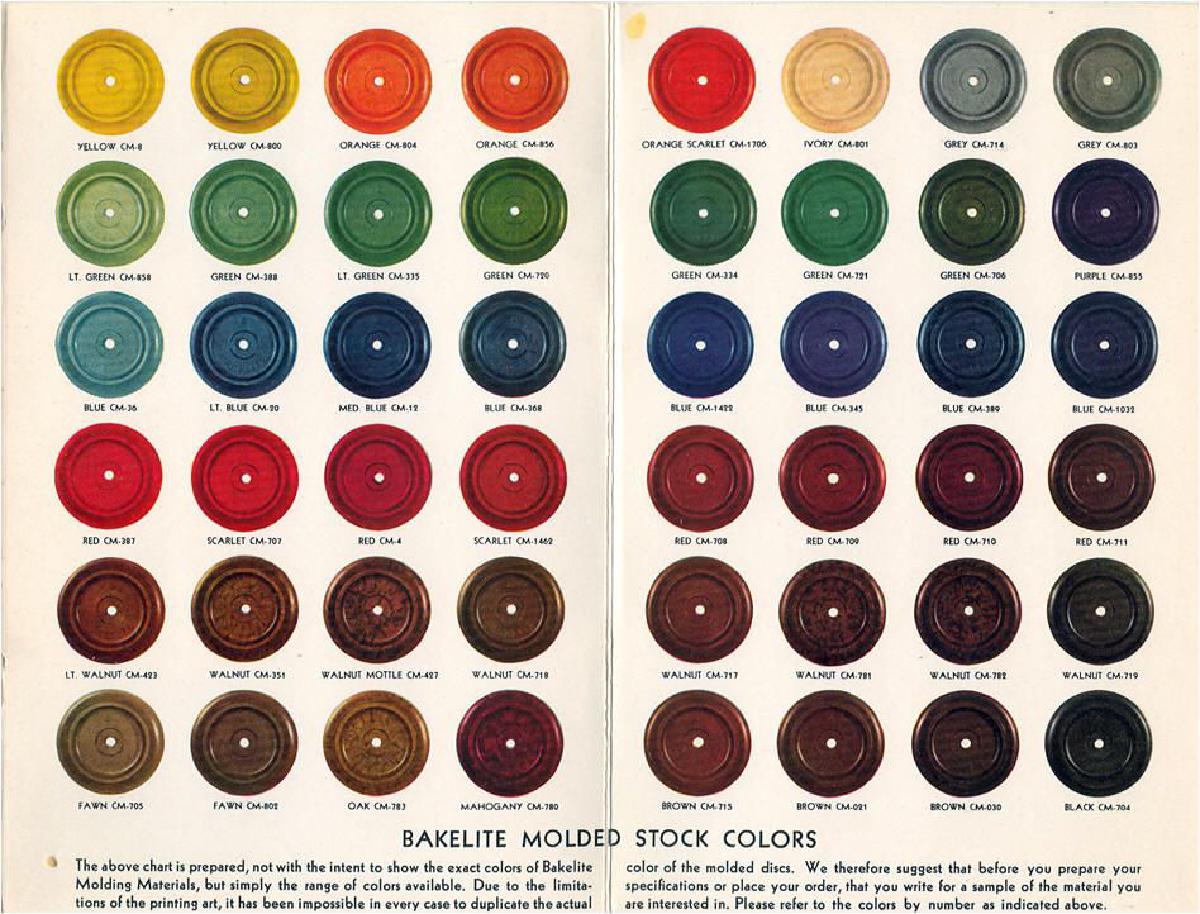 YELLOW CM-8 YELLOW CM-800 ORANGE CM-804 ORANGE CM-856 ORANGE SCARLET CM-1706 IVORY CM-801 GREY CM-714 GREY CM-803
LT. GREEN CM-858 GREEN CM-388 LT. GREEN CM-335 GREEN CM-720 GREEN CM-334 GREEN CM-721 GREEN CM-706 PURPLE CM-855
BLUE CM-36 LT. BLUE CM-20 MED. BLUE CM-12 BLUE CM-368 BLUE CM-1422 BLUE CM-345 BLUE CM-389 BLUE CM-1032
RED CM-387 SCARLET CM-707 RED CM-4 SCARLET CM-1462 RED CM-708 RED CM-709 RED CM-710 RED CM-711
LT. WALNUT CM-423 WALNUT CM-351 WALNUT MOTTLE CM-427 WALNUT CM-718 WALNUT CM-717 WALNUT CM-781 WALNUT CM-782 WALNUT CM-719
FAWN CM-705 FAWN CM-802 OAK CM-783 MAHOGANY CM-780 BROWN CM-715 BROWN CM-021 BROWN CM-030 BLACK CM-704
BAKELITE MOLDED STOCK COLORS
The above chart is prepared, not with the intent to show the exact colors of Bakelite
Molding Materials, but simply the range of colors available. Due to the limita-
tions of the printing art, it has been impossible in every case to duplicate the actual
color of the molded discs. We therefore suggest that before you prepare your
specifications or place your order, that you write for a sample of the material you
are interested in. Please refer to the colors by number as indicated above.